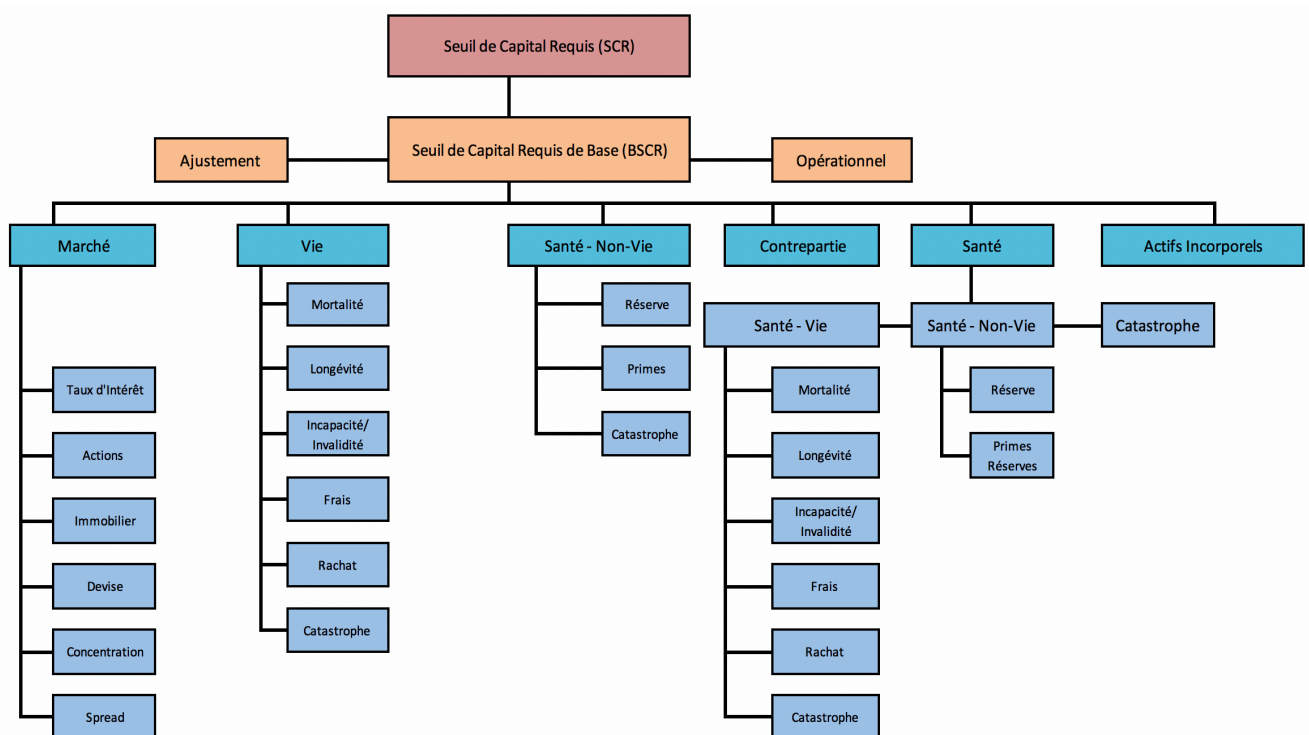 Seuil de Capital Requis (SCR)
Ajustement
Seuil de Capital Requis de Base (BSCR)
Opérationnel
Marché
Vie
Santé - Non-Vie
Contrepartie
Santé
Actifs Incorporels
Taux d'Intérêt
Actions
Immobilier
Devise
Concentration
Spread
Mortalité
Longévité
Incapacité/
Invalidité
Frais
Rachat
Catastrophe
Réserve
Primes
Catastrophe
Santé - Vie
Santé - Non-Vie
Catastrophe
Mortalité
Longévité
Incapacité/
Invalidité
Frais
Rachat
Catastrophe
Réserve
Primes
Réserves